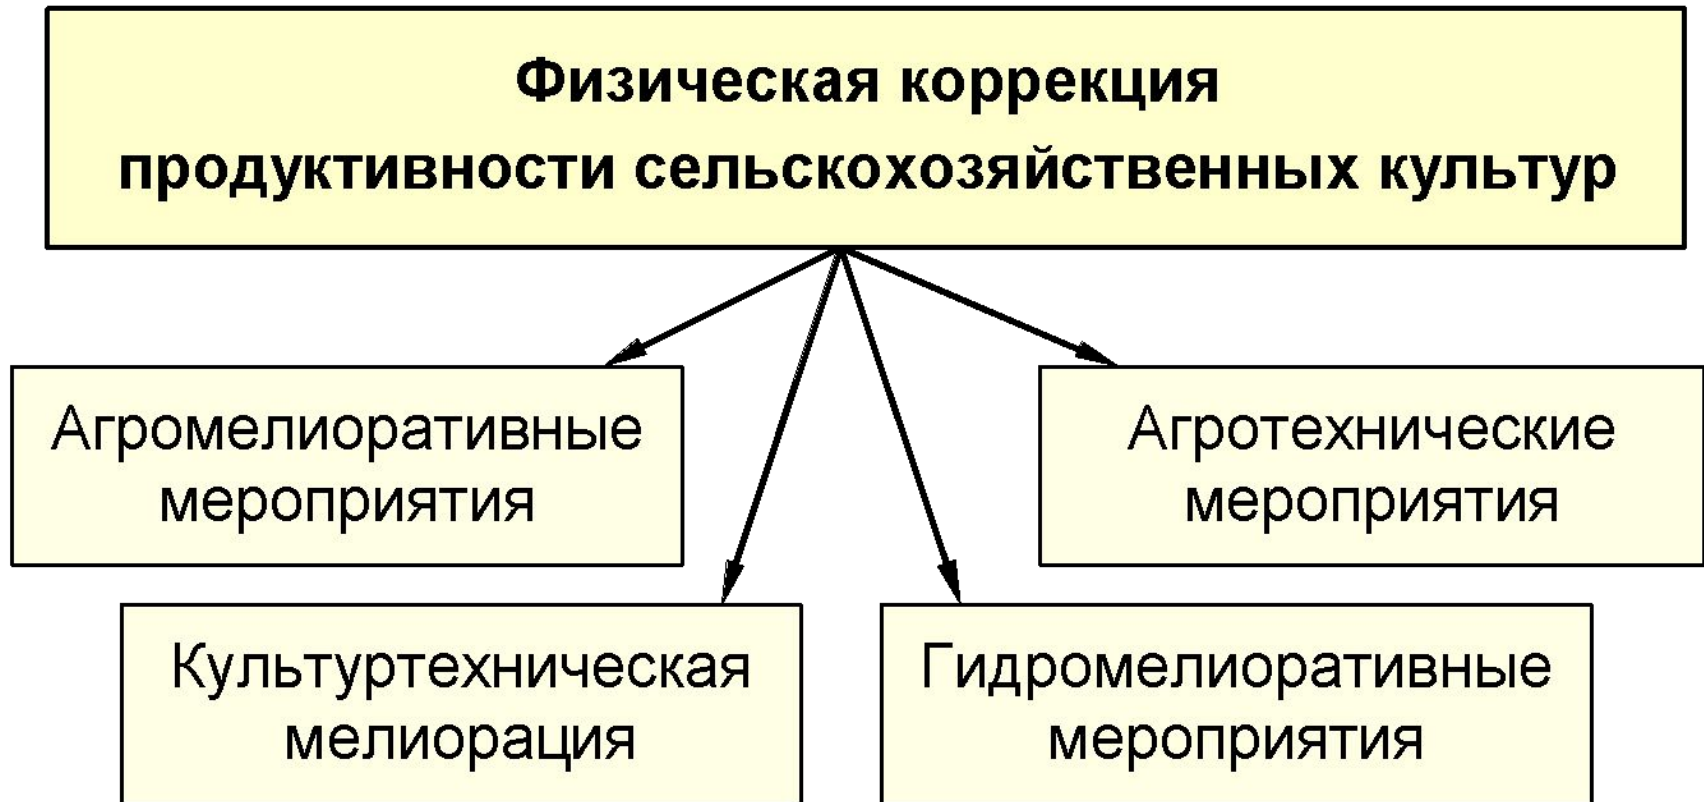 Физическая коррекция
продуктивности сельскохозяйственных культур
Агромелиоративные
мероприятия
Агротехнические
мероприятия
Культуртехническая
мелиорация
Гидромелиоративные
мероприятия